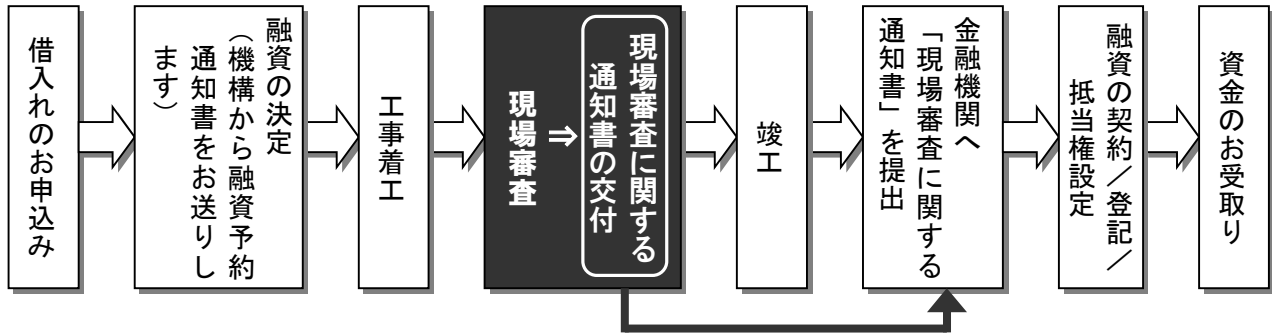 借入れのお申込み
融資の決定
（機構から融資予約
通知書をお送りし
ます）
工事着工
現場審査
⇒
現場審査に関する
通知書の交付
竣工
金融機関へ
「現場審査に関する
通知書」を提出
融資の契約／登記／
抵当権設定
資金のお受取り